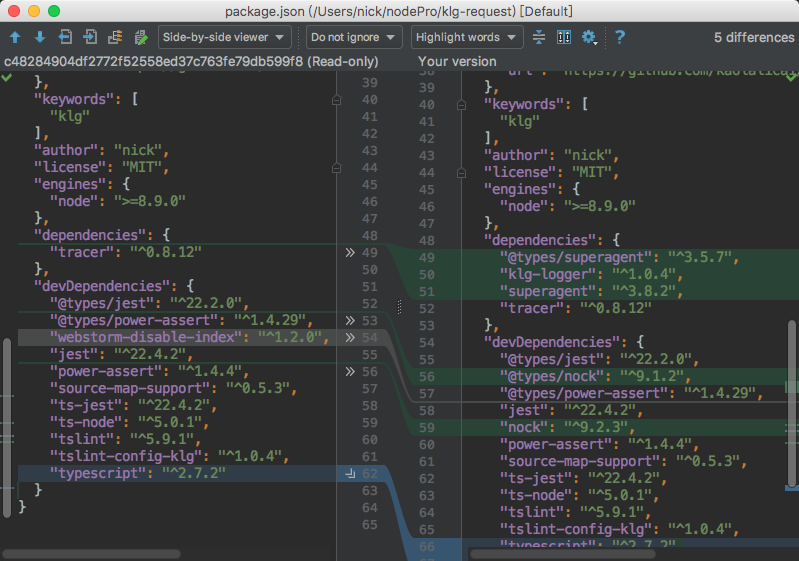 package.json (/Users/nick/nodePro/klg-request) [Default]
Side-by-side viewer
Do not ignore
Highlight words
?
5 differences
c48284904df2772f52558ed37c763fe79db599f8 (Read-only)
Your version
39 },
40 "keywords": [
41 "klg"
42 ],
43 "author": "nick",
44 "license": "MIT",
45 "engines": {
46 "node": ">=8.9.0"
47 },
48 "dependencies": {
49 "tracer": "^0.8.12"
50 },
51 "devDependencies": {
52 "@types/jest": "^22.2.0",
53 "@types/power-assert": "^1.4.29",
54 "webstorm-disable-index": "^1.2.0",
55 "jest": "^22.4.2",
56 "power-assert": "^1.4.4",
57 "source-map-support": "^0.5.3",
58 "ts-jest": "^22.4.2",
59 "ts-node": "^5.0.1",
60 "tslint": "^5.9.1",
61 "tslint-config-klg": "^1.0.4",
62 "typescript": "^2.7.2"
63 }
64 }
65
38 "url": "https://github.com/kaolalicai
39 },
40 "keywords": [
41 "klg"
42 ],
43 "author": "nick",
44 "license": "MIT",
45 "engines": {
46 "node": ">=8.9.0"
47 },
48 "dependencies": {
49 "@types/superagent": "^3.5.7",
50 "klg-logger": "^1.0.4",
51 "superagent": "^3.8.2",
52 "tracer": "^0.8.12"
53 },
54 "devDependencies": {
55 "@types/jest": "^22.2.0",
56 "@types/nock": "^9.1.2",
57 "@types/power-assert": "^1.4.29",
58 "jest": "^22.4.2",
59 "nock": "^9.2.3",
60 "power-assert": "^1.4.4",
61 "source-map-support": "^0.5.3",
62 "ts-jest": "^22.4.2",
63 "ts-node": "^5.0.1",
64 "tslint": "^5.9.1",
65 "tslint-config-klg": "^1.0.4",
66 "typescript": "^2.7.2"